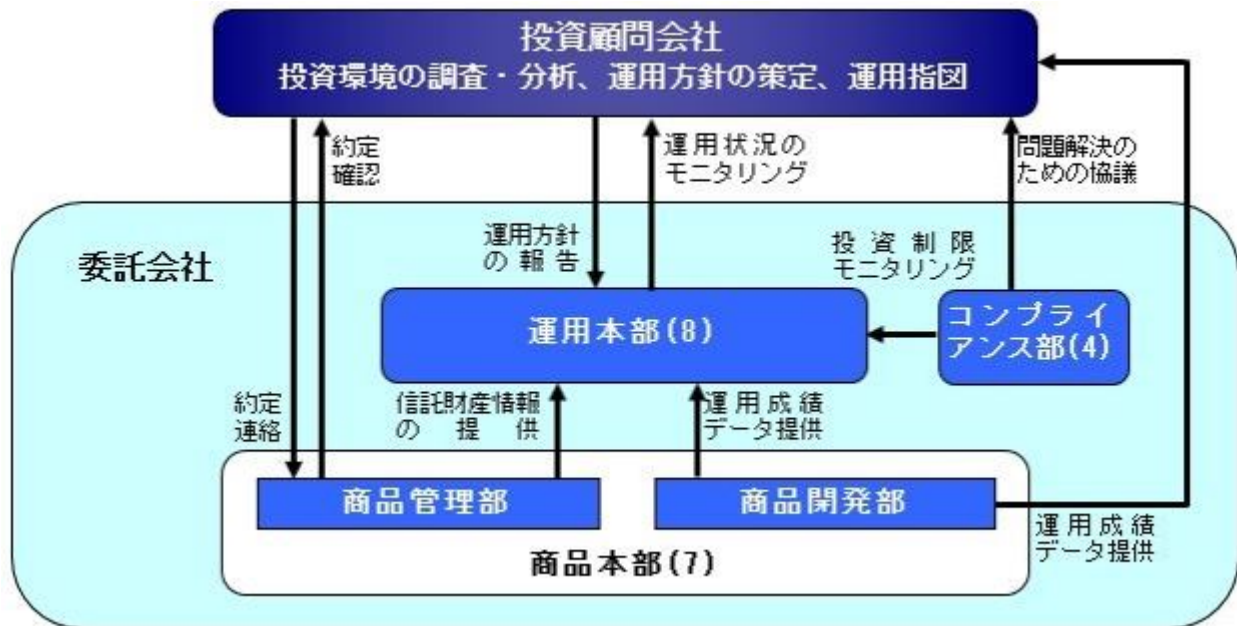 投資顧問会社
投資環境の調査・分析、運用方針の策定、運用指図
約定
確認
運用状況の
モニタリング
問題解決の
ための協議
委託会社
運用方針
の報告
投資制限
モニタリング
運用本部(8)
コンプライ
アンス部(4)
約定
連絡
信託財産情報
の提供
運用成績
データ提供
商品管理部
商品開発部
運用成績
データ提供
商品本部(7)